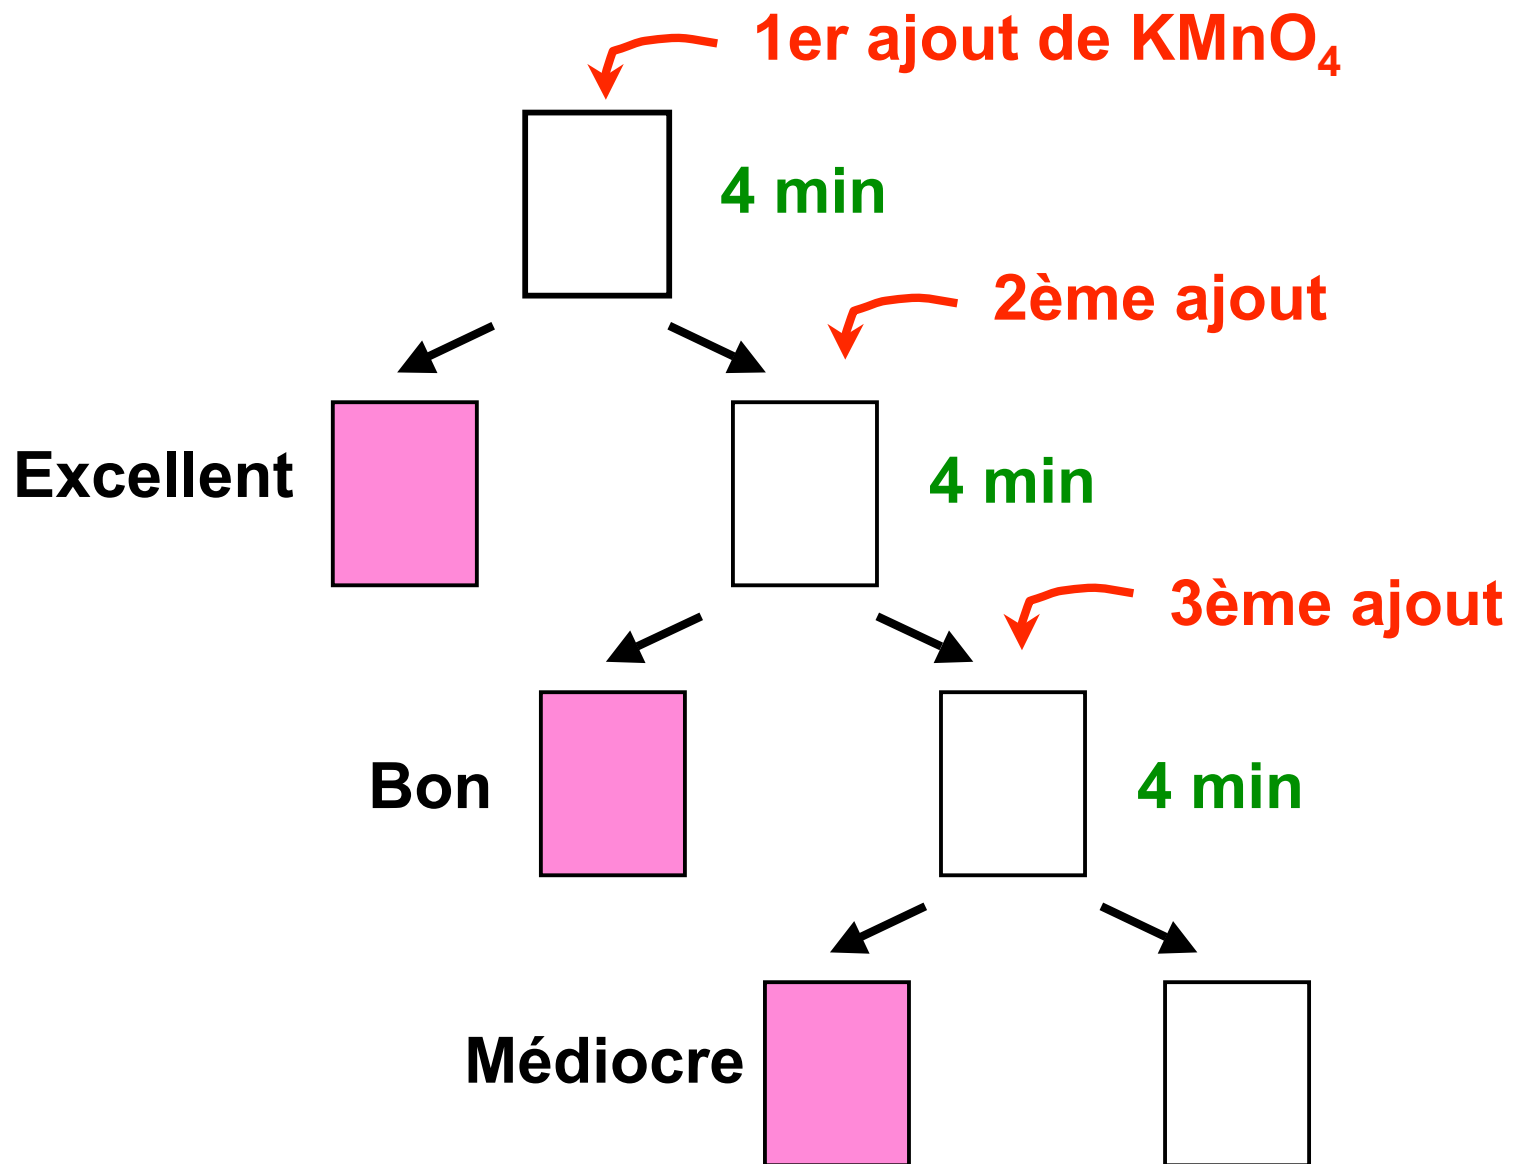 1er ajout de KMnO₄
4 min
2ème ajout
Excellent
4 min
3ème ajout
Bon
4 min
Médiocre